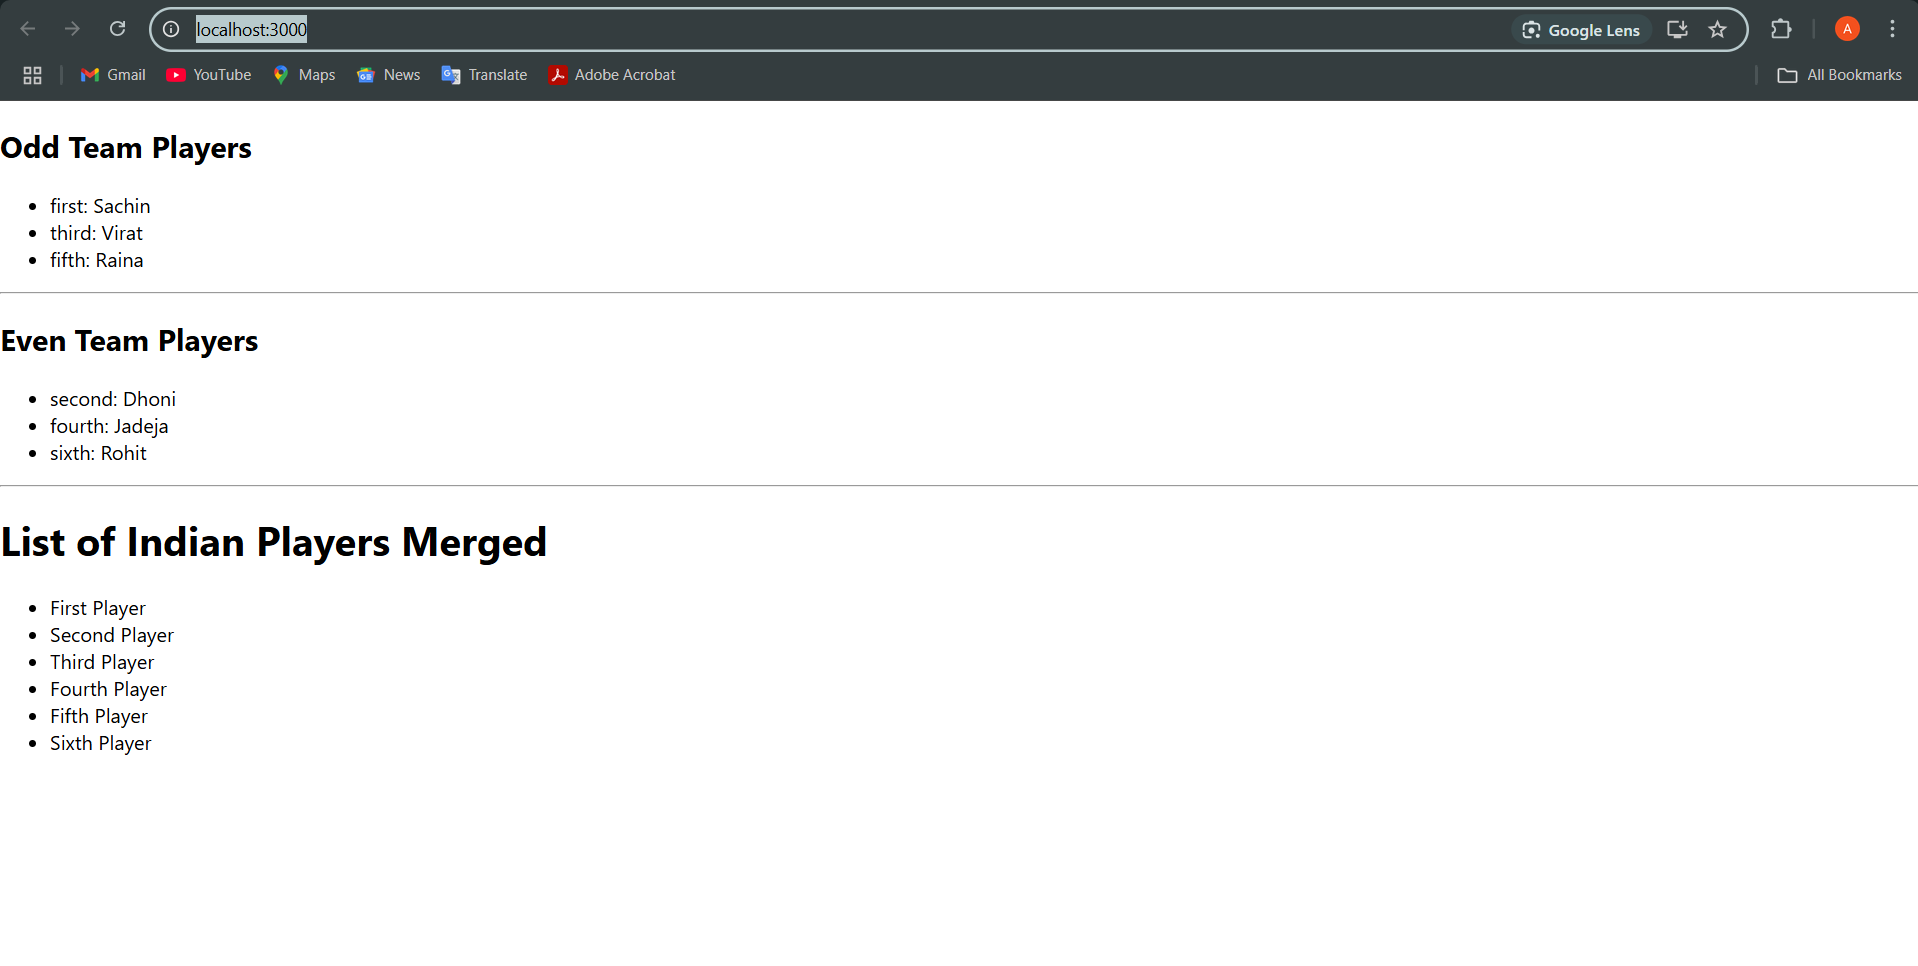 localhost:3000
Google Lens
A
Gmail
YouTube
Maps
News
Translate
Adobe Acrobat
All Bookmarks
Odd Team Players
first: Sachin
third: Virat
fifth: Raina
Even Team Players
second: Dhoni
fourth: Jadeja
sixth: Rohit
List of Indian Players Merged
First Player
Second Player
Third Player
Fourth Player
Fifth Player
Sixth Player